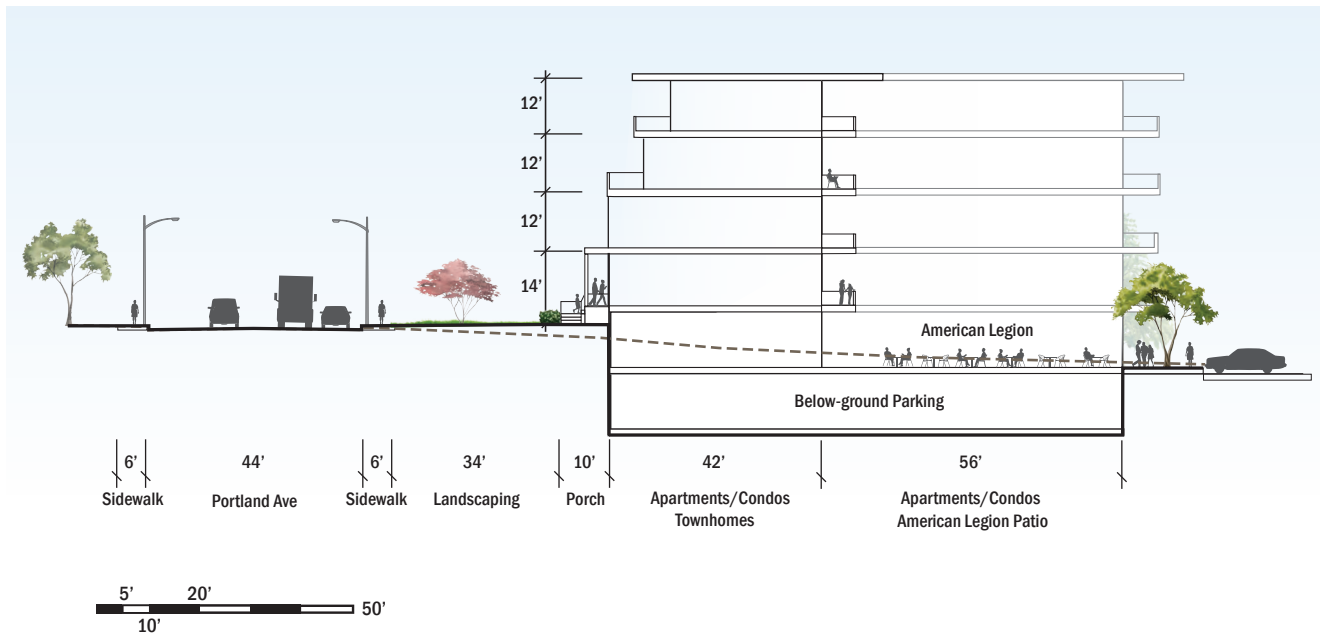 12’
12’
12’
14’
American Legion
Below-ground Parking
6’
44’
6’
34’
10’
42’
56’
Sidewalk
Portland Ave
Sidewalk
Landscaping
Porch
Apartments/Condos
Townhomes
Apartments/Condos
American Legion Patio
5’
20’
50’
10’